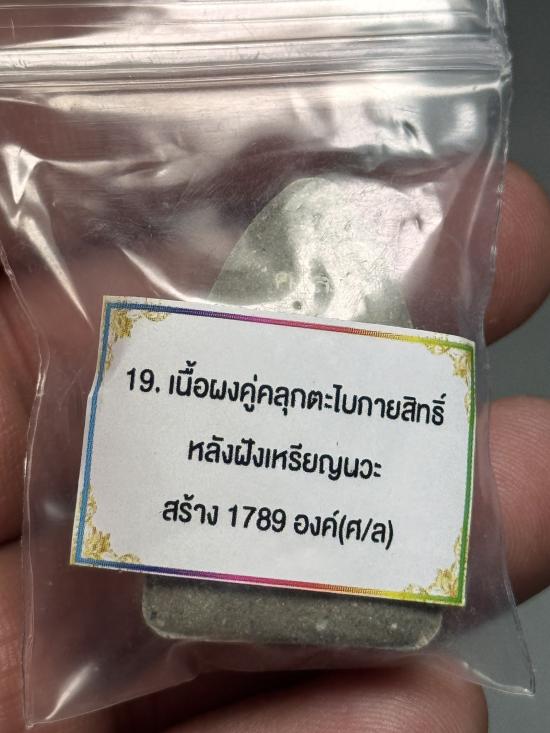 19. เนื้อผงคู่คลุกตะไบกายสิทธิ์
หลังฝังเหรียญนวะ
สร้าง 1789 องค์(ศ/ล)